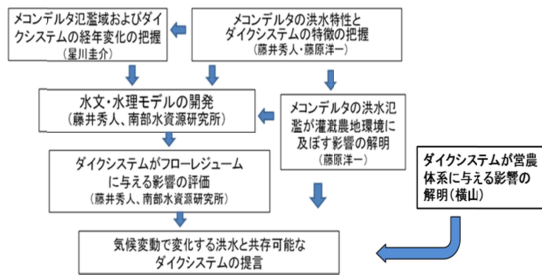 メコンデルタ氾濫域およびダイ
クシステムの経年変化の把握
(星川圭介)
メコンデルタの洪水特性と
ダイクシステムの特徴の把握
(藤井秀人・藤原洋一)
水文・水理モデルの開発
(藤井秀人、南部水資源研究所)
メコンデルタの洪水氾
濫が灌漑農地環境に
及ぼす影響の解明
(藤原洋一)
ダイクシステムがフローレジューム
に与える影響の評価
(藤井秀人、南部水資源研究所)
ダイクシステムが営農
体系に与える影響の
解明(横山)
気候変動で変化する洪水と共存可能な
ダイクシステムの提言